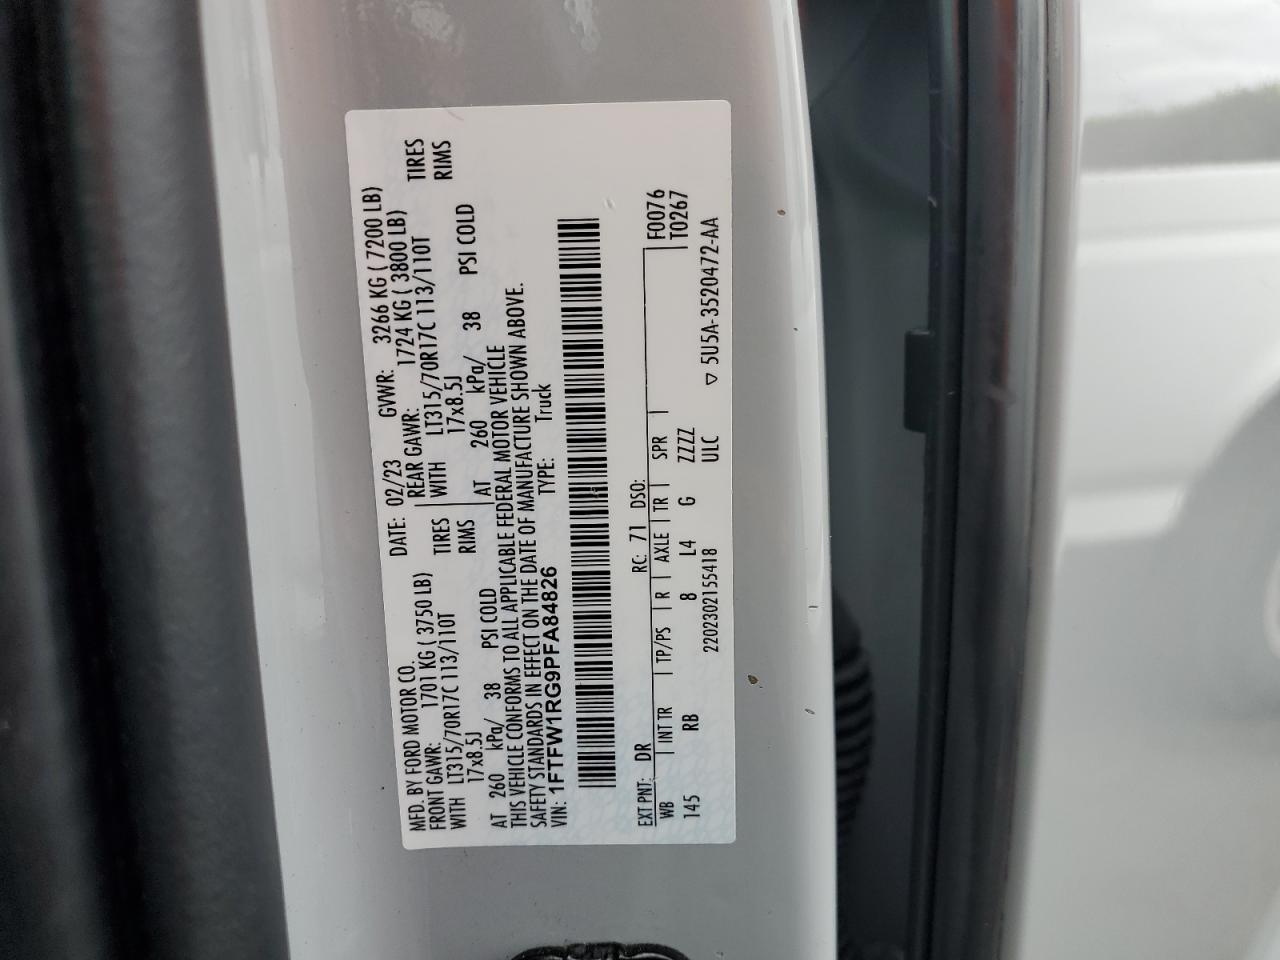 MFD. BY FORD MOTOR CO.
DATE: 02/23 GVWR: 3266 KG ( 7200 LB)
FRONT GAWR: 1701 KG ( 3750 LB) REAR GAWR: 1724 KG ( 3800 LB)
WITH LT315/70R17C 113/110T TIRES WITH LT315/70R17C 113/110T TIRES
17x8.5J RIMS 17x8.5J RIMS
AT 260 kPa/ 38 PSI COLD AT 260 kPa/ 38 PSI COLD
THIS VEHICLE CONFORMS TO ALL APPLICABLE FEDERAL MOTOR VEHICLE
SAFETY STANDARDS IN EFFECT ON THE DATE OF MANUFACTURE SHOWN ABOVE.
VIN: 1FTFW1RG9PFA84826 TYPE: Truck
EXT PNT: DR RC: 71 DSO: F0076
WB INT TR TP/PS R AXLE TR SPR T0267
145 RB 8 L4 G ZZZZ
2202302155418 ULC ▽ 5U5A-3520472-AA